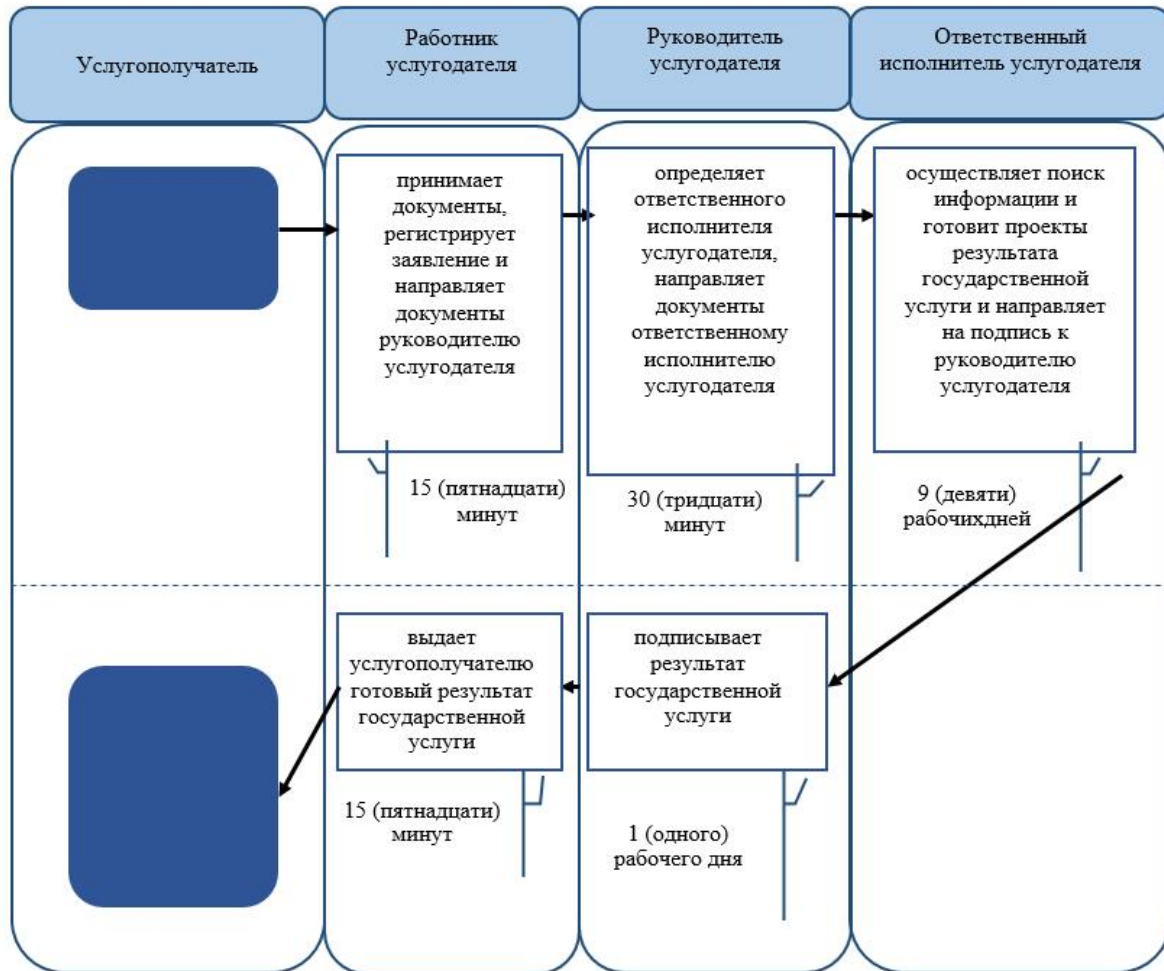 Услугополучатель
Работник
услугодателя
Руководитель
услугодателя
Ответственный
исполнитель услугодателя
принимает
документы,
регистрирует
заявление и
направляет
документы
руководителю
услугодателя
15 (пятнадцати)
минут
определяет
ответственного
исполнителя
услугодателя,
направляет
документы
ответственному
исполнителю
услугодателя
30 (тридцати)
минут
осуществляет поиск
информации и
готовит проекты
результата
государственной
услуги и направляет
на подпись к
руководителю
услугодателя
9 (девяти)
рабочихдней
выдает
услугополучателю
готовый результат
государственной
услуги
15 (пятнадцати)
минут
подписывает
результат
государственной
услуги
1 (одного)
рабочего дня